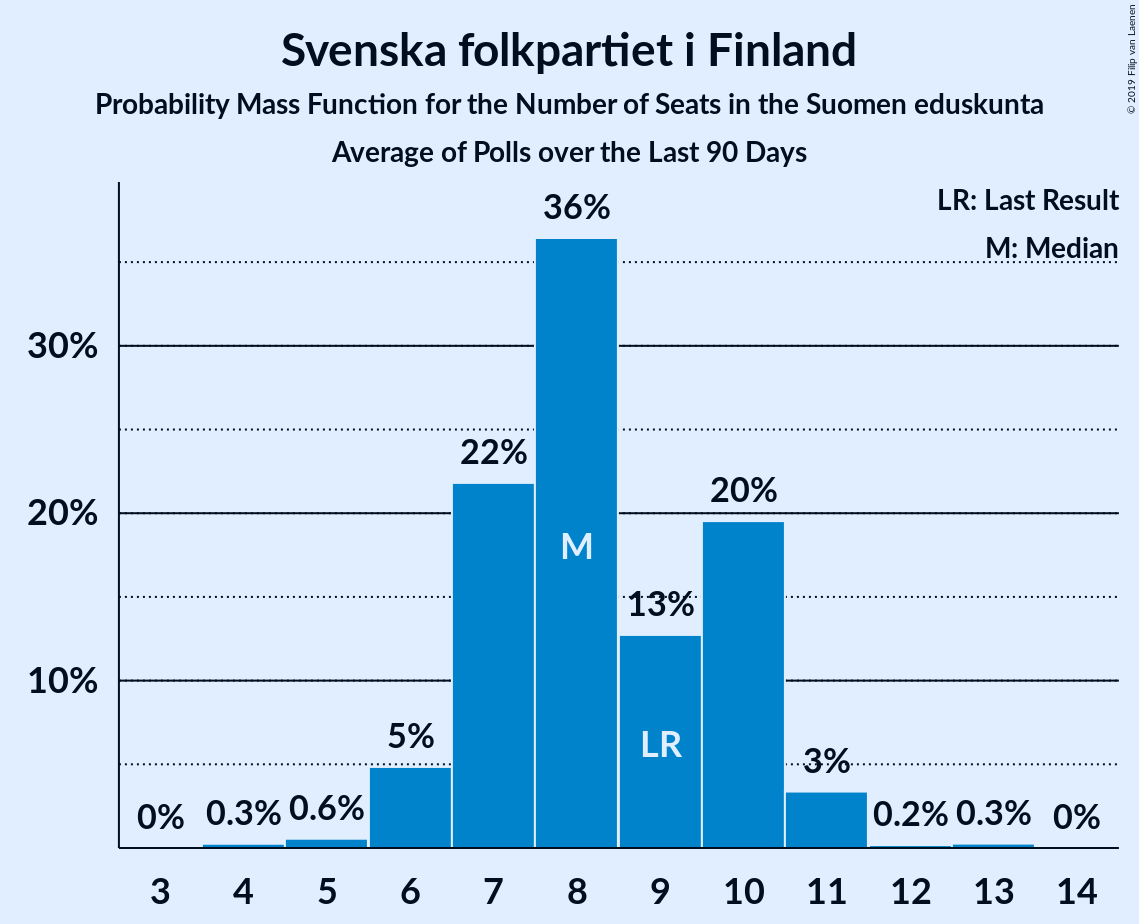 Svenska folkpartiet i Finland
Probability Mass Function for the Number of Seats in the Suomen eduskunta
Average of Polls over the Last 90 Days
© 2019 Filip van Laenen
LR: Last Result
M: Median
36%
30%
22%
20%
20%
M
13%
10%
LR
5%
3%
0%
0.3%
0.6%
0.2%
0.3%
0%
3 4 5 6 7 8 9 10 11 12 13 14